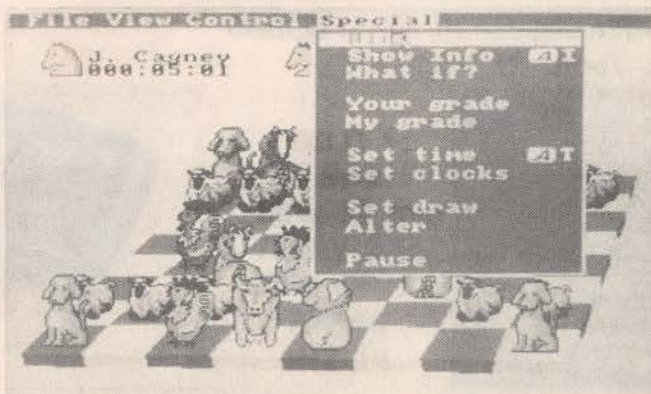 File View Control Special
Hint
Show Info I
What if?
Your grade
My grade
Set time T
Set clocks
Set draw
Alter
Pause
J. Cagney
000:05:01